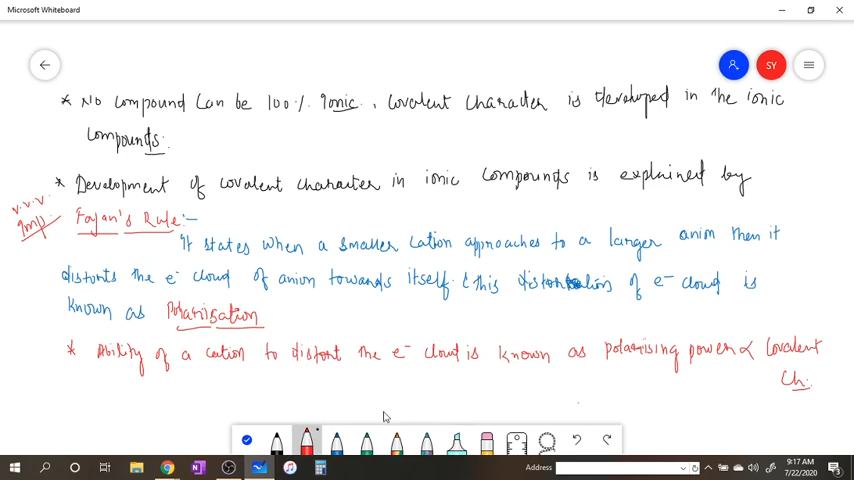 Microsoft Whiteboard
SY
* No compound can be 100% Ionic. Covalent character is developed in the ionic
compounds.
* Development of covalent character in ionic compounds is explained by
V.V.V. Imp. Fajan's Rule:-
It states when a smaller cation approaches to a larger anion then it
distorts the e⁻ cloud of anion towards itself & this distortion of e⁻ cloud is
known as Polarisation
* Ability of a cation to distort the e⁻ cloud is known as polarising power ∝ Covalent
Ch.
Address
9:17 AM
7/22/2020
3